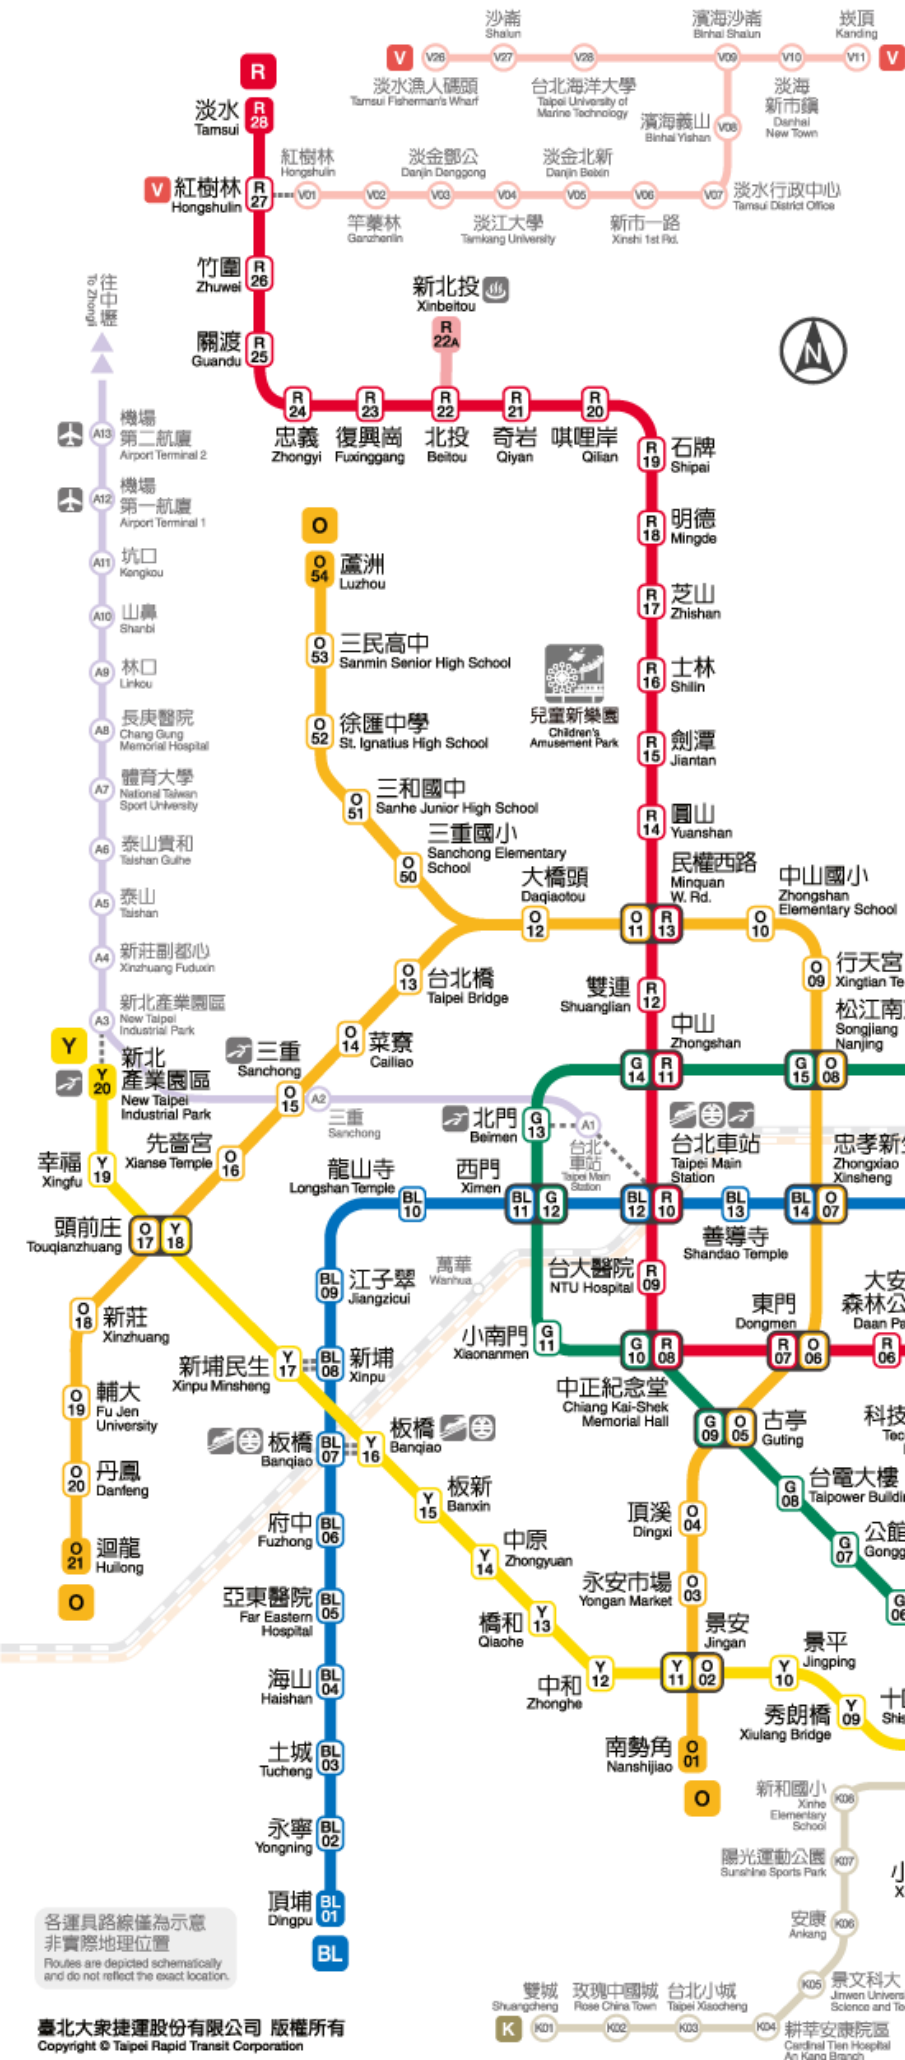 沙崙
Shalun
濱海沙崙
Binhai Shalun
崁頂
Kanding
V
V26
V27
V28
V09
V10
V11
V
淡水漁人碼頭
Tamsui Fisherman's Wharf
台北海洋大學
Taipei University of
Marine Technology
淡海
新市鎮
Danhai
New Town
R
淡水
Tamsui
R
28
濱海義山
Binhai Yishan
V08
V
紅樹林
Hongshulin
R
27
紅樹林
Hongshulin
淡金鄧公
Danjin Denggong
淡金北新
Danjin Beixin
V01
V02
V03
V04
V05
V06
V07
淡水行政中心
Tamsui District Office
竿蓁林
Ganzhenlin
淡江大學
Tamkang University
新市一路
Xinshi 1st Rd.
竹圍
Zhuwei
R
26
往中壢
To Zhongli
新北投
Xinbeitou
R
22A
關渡
Guandu
R
25
N
R
24
R
23
R
22
R
21
R
20
忠義
Zhongyi
復興崗
Fuxinggang
北投
Beitou
奇岩
Qiyan
唭哩岸
Qilian
R
19
石牌
Shipai
A13
機場
第二航廈
Airport Terminal 2
A12
機場
第一航廈
Airport Terminal 1
R
18
明德
Mingde
O
O
54
蘆洲
Luzhou
A11
坑口
Kengkou
R
17
芝山
Zhishan
A10
山鼻
Shanbi
O
53
三民高中
Sanmin Senior High School
A9
林口
Linkou
兒童新樂園
Children's
Amusement Park
R
16
士林
Shilin
A8
長庚醫院
Chang Gung
Memorial Hospital
O
52
徐匯中學
St. Ignatius High School
R
15
劍潭
Jiantan
A7
體育大學
National Taiwan
Sport University
O
51
三和國中
Sanhe Junior High School
R
14
圓山
Yuanshan
A6
泰山貴和
Taishan Guihe
O
50
三重國小
Sanchong Elementary
School
A5
泰山
Taishan
大橋頭
Daqiaotou
O
12
民權西路
Minquan
W. Rd.
O
11
R
13
中山國小
Zhongshan
Elementary School
O
10
A4
新莊副都心
Xinzhuang Fuduxin
O
13
台北橋
Taipei Bridge
O
09
行天宮
Xingtian Te
A3
新北產業園區
New Taipei
Industrial Park
雙連
Shuanglian
R
12
Y
Y
20
新北
產業園區
New Taipei
Industrial Park
O
14
菜寮
Cailiao
三重
Sanchong
O
15
A2
三重
Sanchong
中山
Zhongshan
G
14
R
11
松江南
Songjiang
Nanjing
G
15
O
08
北門
Beimen
G
13
A1
台北
車站
Taipei Main
Station
台北車站
Taipei Main
Station
忠孝新
Zhongxiao
Xinsheng
幸福
Xingfu
Y
19
先嗇宮
Xianse Temple
O
16
龍山寺
Longshan Temple
BL
10
西門
Ximen
BL
11
G
12
BL
12
R
10
BL
13
善導寺
Shandao Temple
BL
14
O
07
頭前庄
Touqianzhuang
O
17
Y
18
BL
09
江子翠
Jiangzicui
萬華
Wanhua
台大醫院
NTU Hospital
R
09
O
18
新莊
Xinzhuang
小南門
Xiaonanmen
G
11
G
10
R
08
中正紀念堂
Chiang Kai-Shek
Memorial Hall
東門
Dongmen
R
07
O
06
大安
森林公
Daan Pa
R
06
新埔民生
Xinpu Minsheng
Y
17
BL
08
新埔
Xinpu
O
19
輔大
Fu Jen
University
G
09
O
05
古亭
Guting
科技
Tec
板橋
Banqiao
BL
07
Y
16
板橋
Banqiao
O
20
丹鳳
Danfeng
Y
15
板新
Banxin
G
08
台電大樓
Taipower Buildi
府中
Fuzhong
BL
06
頂溪
Dingxi
O
04
O
21
迴龍
Huilong
O
Y
14
中原
Zhongyuan
G
07
公館
Gongg
亞東醫院
Far Eastern
Hospital
BL
05
永安市場
Yongan Market
O
03
G
06
橋和
Qiaohe
Y
13
景安
Jingan
Y
11
O
02
海山
Haishan
BL
04
中和
Zhonghe
Y
12
Y
10
景平
Jingping
秀朗橋
Xiulang Bridge
Y
09
Shis
土城
Tucheng
BL
03
南勢角
Nanshijiao
O
01
O
永寧
Yongning
BL
02
新和國小
Xinhe
Elementary
School
K08
陽光運動公園
Sunshine Sports Park
K07
頂埔
Dingpu
BL
01
BL
安康
Ankang
K06
各運具路線僅為示意
非實際地理位置
Routes are depicted schematically
and do not reflect the exact location.
K05
景文科大
Jinwen Univers
Science and To
雙城
Shuangcheng
玫瑰中國城
Rose China Town
台北小城
Taipei Xiaocheng
K
K01
K02
K03
K04
耕莘安康院區
Cardinal Tien Hospital
An Kang Branch
臺北大眾捷運股份有限公司 版權所有
Copyright © Taipei Rapid Transit Corporation